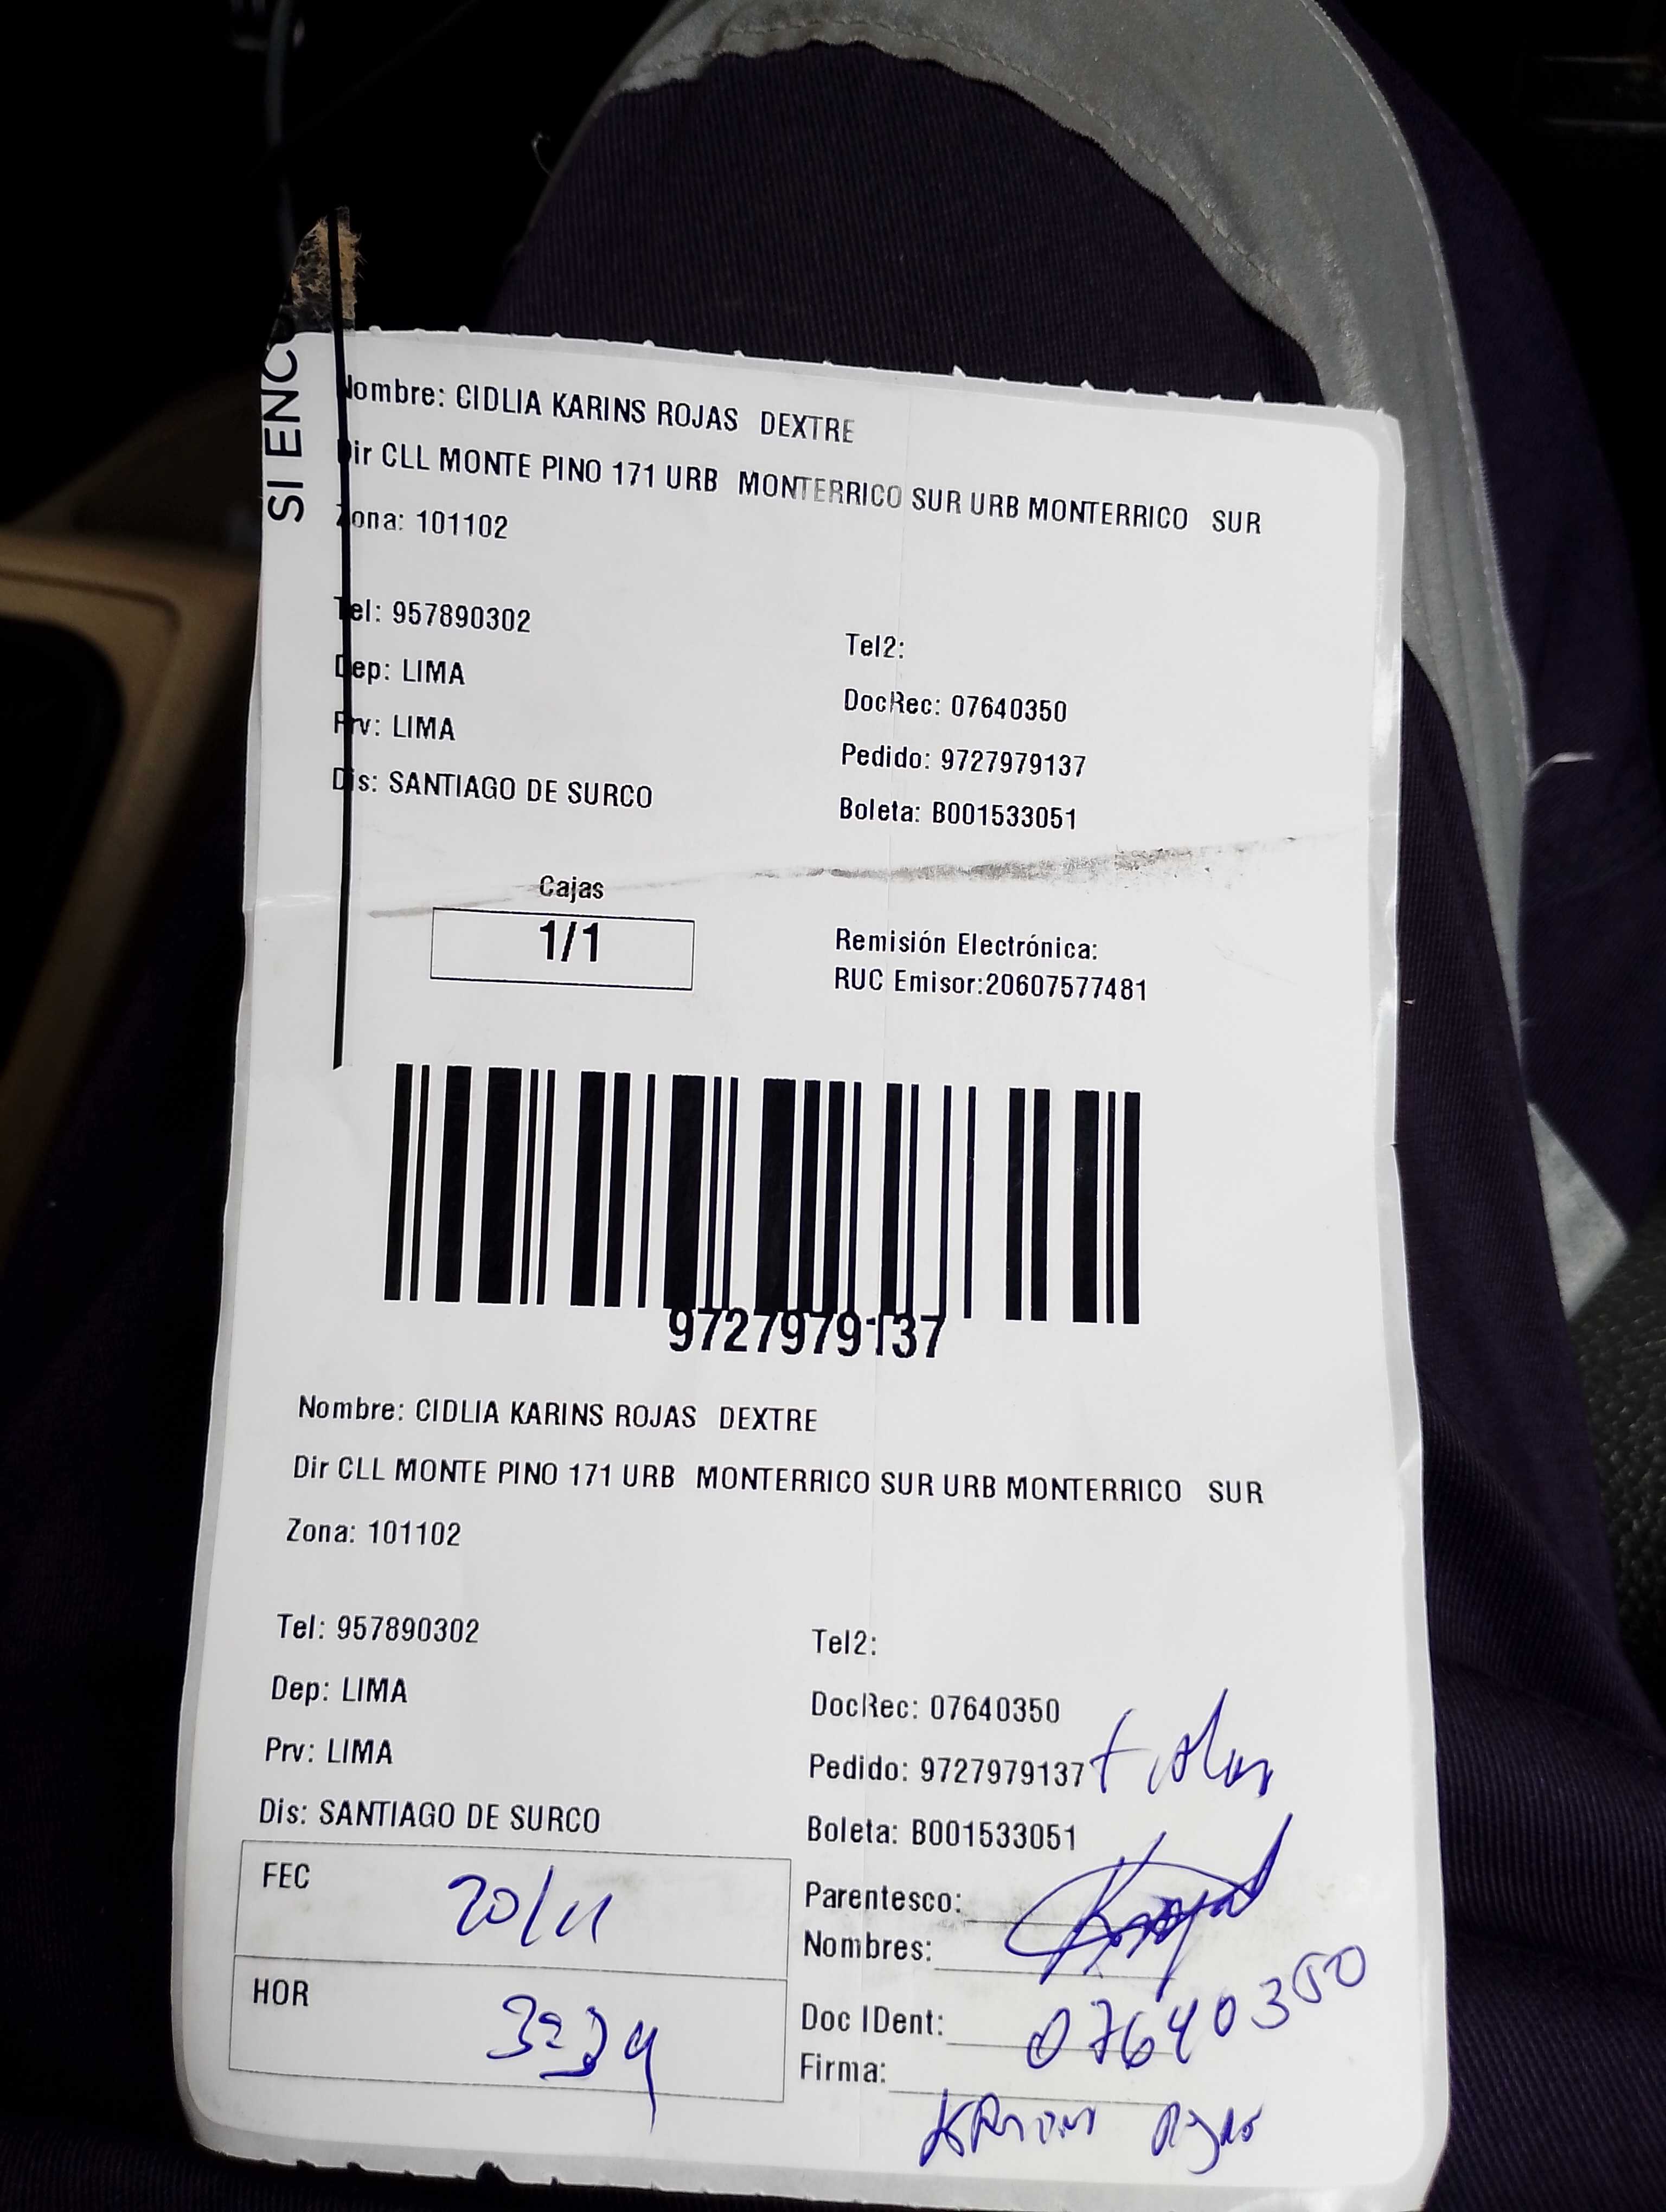 SI ENC
Nombre: CIDLIA KARINS ROJAS DEXTRE
Dir CLL MONTE PINO 171 URB MONTERRICO SUR URB MONTERRICO SUR
Zona: 101102
Tel: 957890302
Tel2:
Dep: LIMA
DocRec: 07640350
Prv: LIMA
Pedido: 9727979137
Dis: SANTIAGO DE SURCO
Boleta: B001533051
Cajas
1/1
Remisión Electrónica:
RUC Emisor:20607577481
9727979137
Nombre: CIDLIA KARINS ROJAS DEXTRE
Dir CLL MONTE PINO 171 URB MONTERRICO SUR URB MONTERRICO SUR
Zona: 101102
Tel: 957890302
Tel2:
Dep: LIMA
DocRec: 07640350
Prv: LIMA
Pedido: 9727979137
Dis: SANTIAGO DE SURCO
Boleta: B001533051
FEC 20/11
Parentesco:
Nombres:
HOR
Doc IDent: 07640350
Firma: